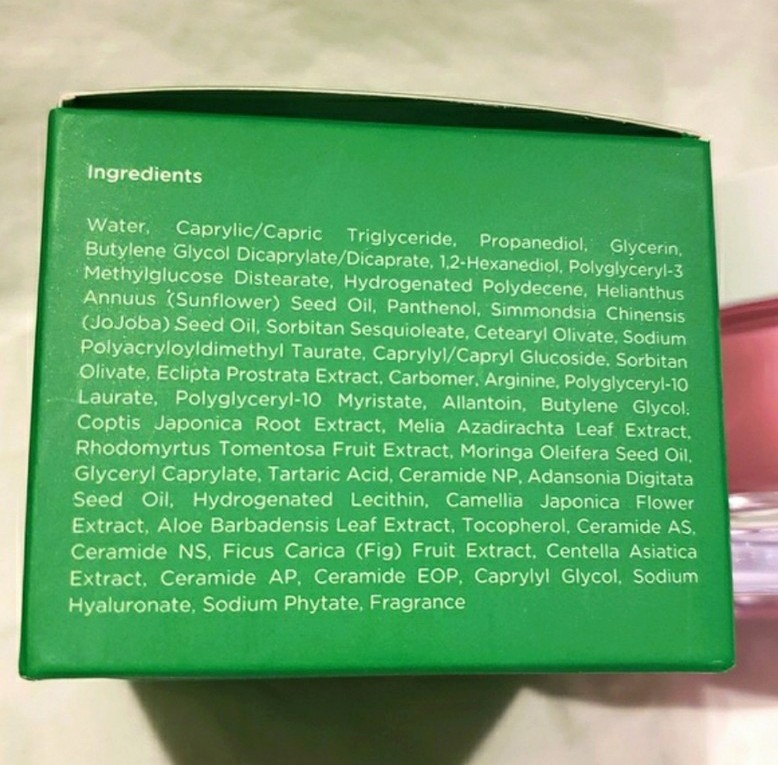 Ingredients
Water, Caprylic/Capric Triglyceride, Propanediol, Glycerin,
Butylene Glycol Dicaprylate/Dicaprate, 1,2-Hexanediol, Polyglyceryl-3
Methylglucose Distearate, Hydrogenated Polydecene, Helianthus
Annuus (Sunflower) Seed Oil, Panthenol, Simmondsia Chinensis
(JoJoba) Seed Oil, Sorbitan Sesquioleate, Cetearyl Olivate, Sodium
Polyacryloyldimethyl Taurate, Caprylyl/Capryl Glucoside, Sorbitan
Olivate, Eclipta Prostrata Extract, Carbomer, Arginine, Polyglyceryl-10
Laurate, Polyglyceryl-10 Myristate, Allantoin, Butylene Glycol,
Coptis Japonica Root Extract, Melia Azadirachta Leaf Extract,
Rhodomyrtus Tomentosa Fruit Extract, Moringa Oleifera Seed Oil,
Glyceryl Caprylate, Tartaric Acid, Ceramide NP, Adansonia Digitata
Seed Oil, Hydrogenated Lecithin, Camellia Japonica Flower
Extract, Aloe Barbadensis Leaf Extract, Tocopherol, Ceramide AS,
Ceramide NS, Ficus Carica (Fig) Fruit Extract, Centella Asiatica
Extract, Ceramide AP, Ceramide EOP, Caprylyl Glycol, Sodium
Hyaluronate, Sodium Phytate, Fragrance